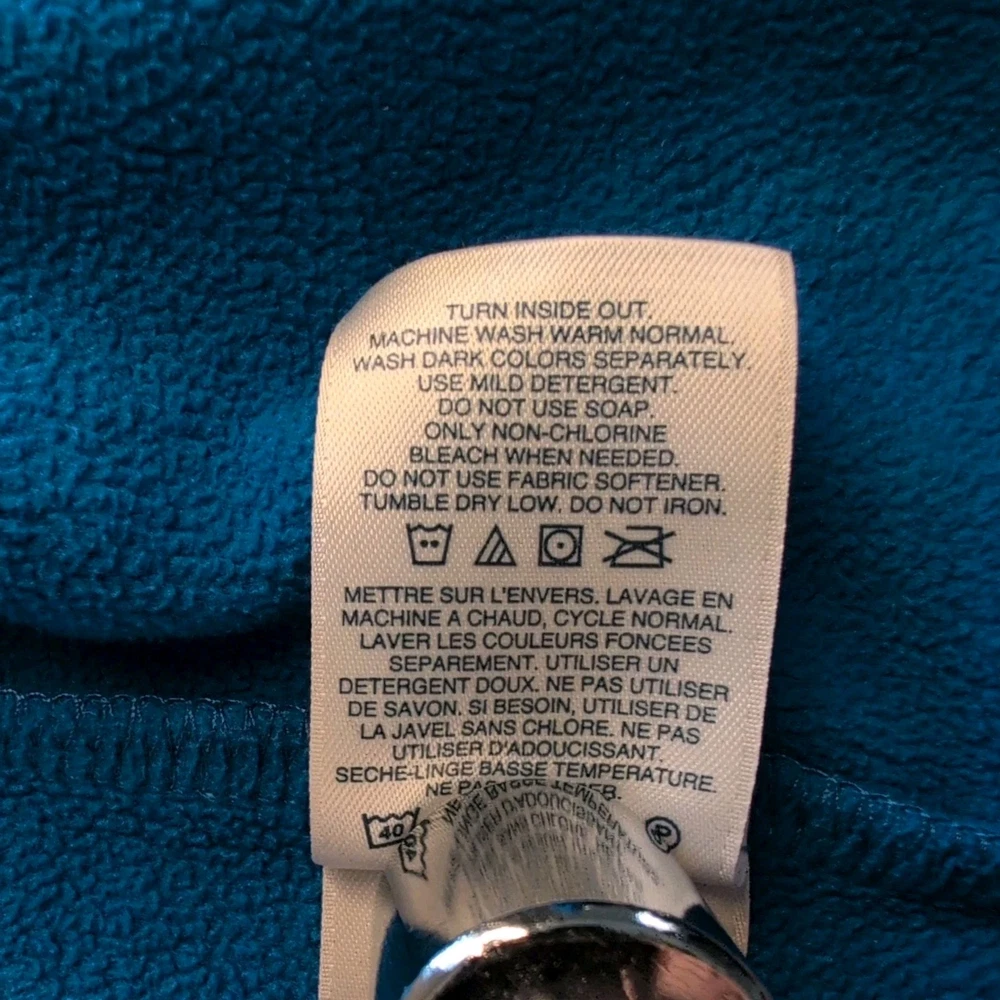 TURN INSIDE OUT.
MACHINE WASH WARM NORMAL.
WASH DARK COLORS SEPARATELY.
USE MILD DETERGENT.
DO NOT USE SOAP.
ONLY NON-CHLORINE
BLEACH WHEN NEEDED.
DO NOT USE FABRIC SOFTENER.
TUMBLE DRY LOW. DO NOT IRON.
METTRE SUR L'ENVERS. LAVAGE EN
MACHINE A CHAUD, CYCLE NORMAL.
LAVER LES COULEURS FONCEES
SEPAREMENT. UTILISER UN
DETERGENT DOUX. NE PAS UTILISER
DE SAVON. SI BESOIN, UTILISER DE
LA JAVEL SANS CHLORE. NE PAS
UTILISER D'ADOUCISSANT.
SECHE-LINGE BASSE TEMPERATURE.
NE
40